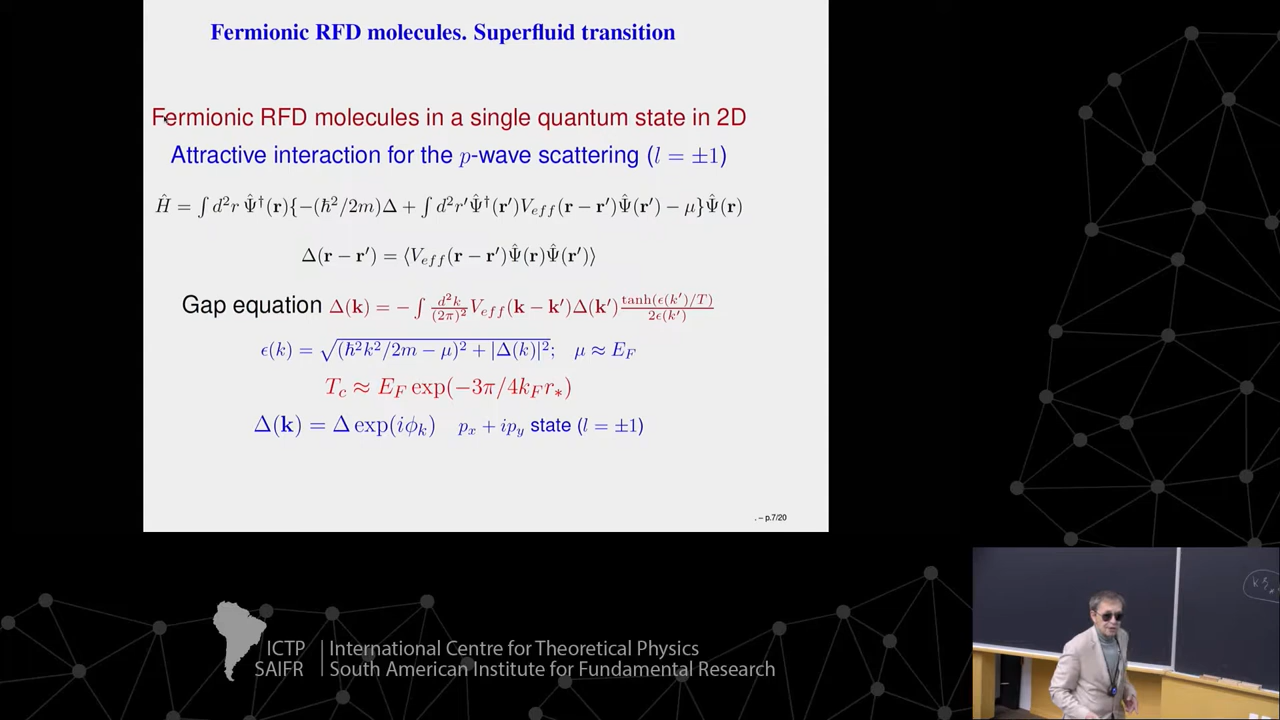 Fermionic RFD molecules. Superfluid transition
Fermionic RFD molecules in a single quantum state in 2D
Attractive interaction for the p-wave scattering (l = ±1)
Ĥ = ∫ d²r Ψ̂†(r){−(ħ²/2m)Δ + ∫ d²r′Ψ̂†(r′)V_eff(r − r′)Ψ̂(r′) − μ}Ψ̂(r)
Δ(r − r′) = ⟨V_eff(r − r′)Ψ̂(r)Ψ̂(r′)⟩
Gap equation Δ(k) = − ∫ d²k/(2π)² V_eff(k − k′)Δ(k′) tanh(ϵ(k′)/T)/2ϵ(k′)
ϵ(k) = √((ħ²k²/2m − μ)² + |Δ(k)|²; μ ≈ E_F
T_c ≈ E_F exp(−3π/4k_F r_*)
Δ(k) = Δ exp(iϕ_k) p_x + ip_y state (l = ±1)
. – p.7/20
ICTP
SAIFR
International Centre for Theoretical Physics
South American Institute for Fundamental Research